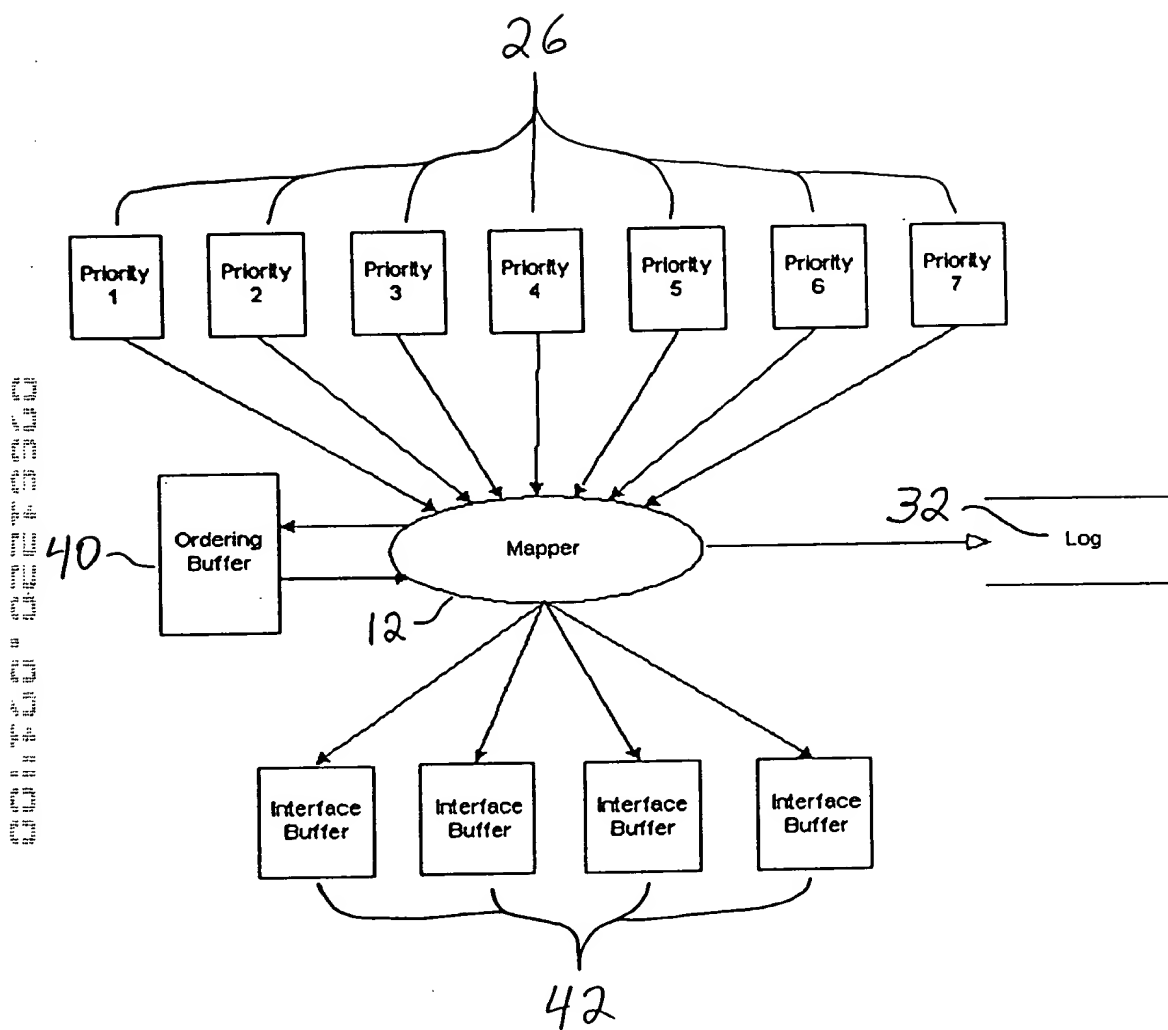 26
Priority
1
Priority
2
Priority
3
Priority
4
Priority
5
Priority
6
Priority
7
40
Ordering
Buffer
Mapper
12
32
Log
Interface
Buffer
Interface
Buffer
Interface
Buffer
Interface
Buffer
42